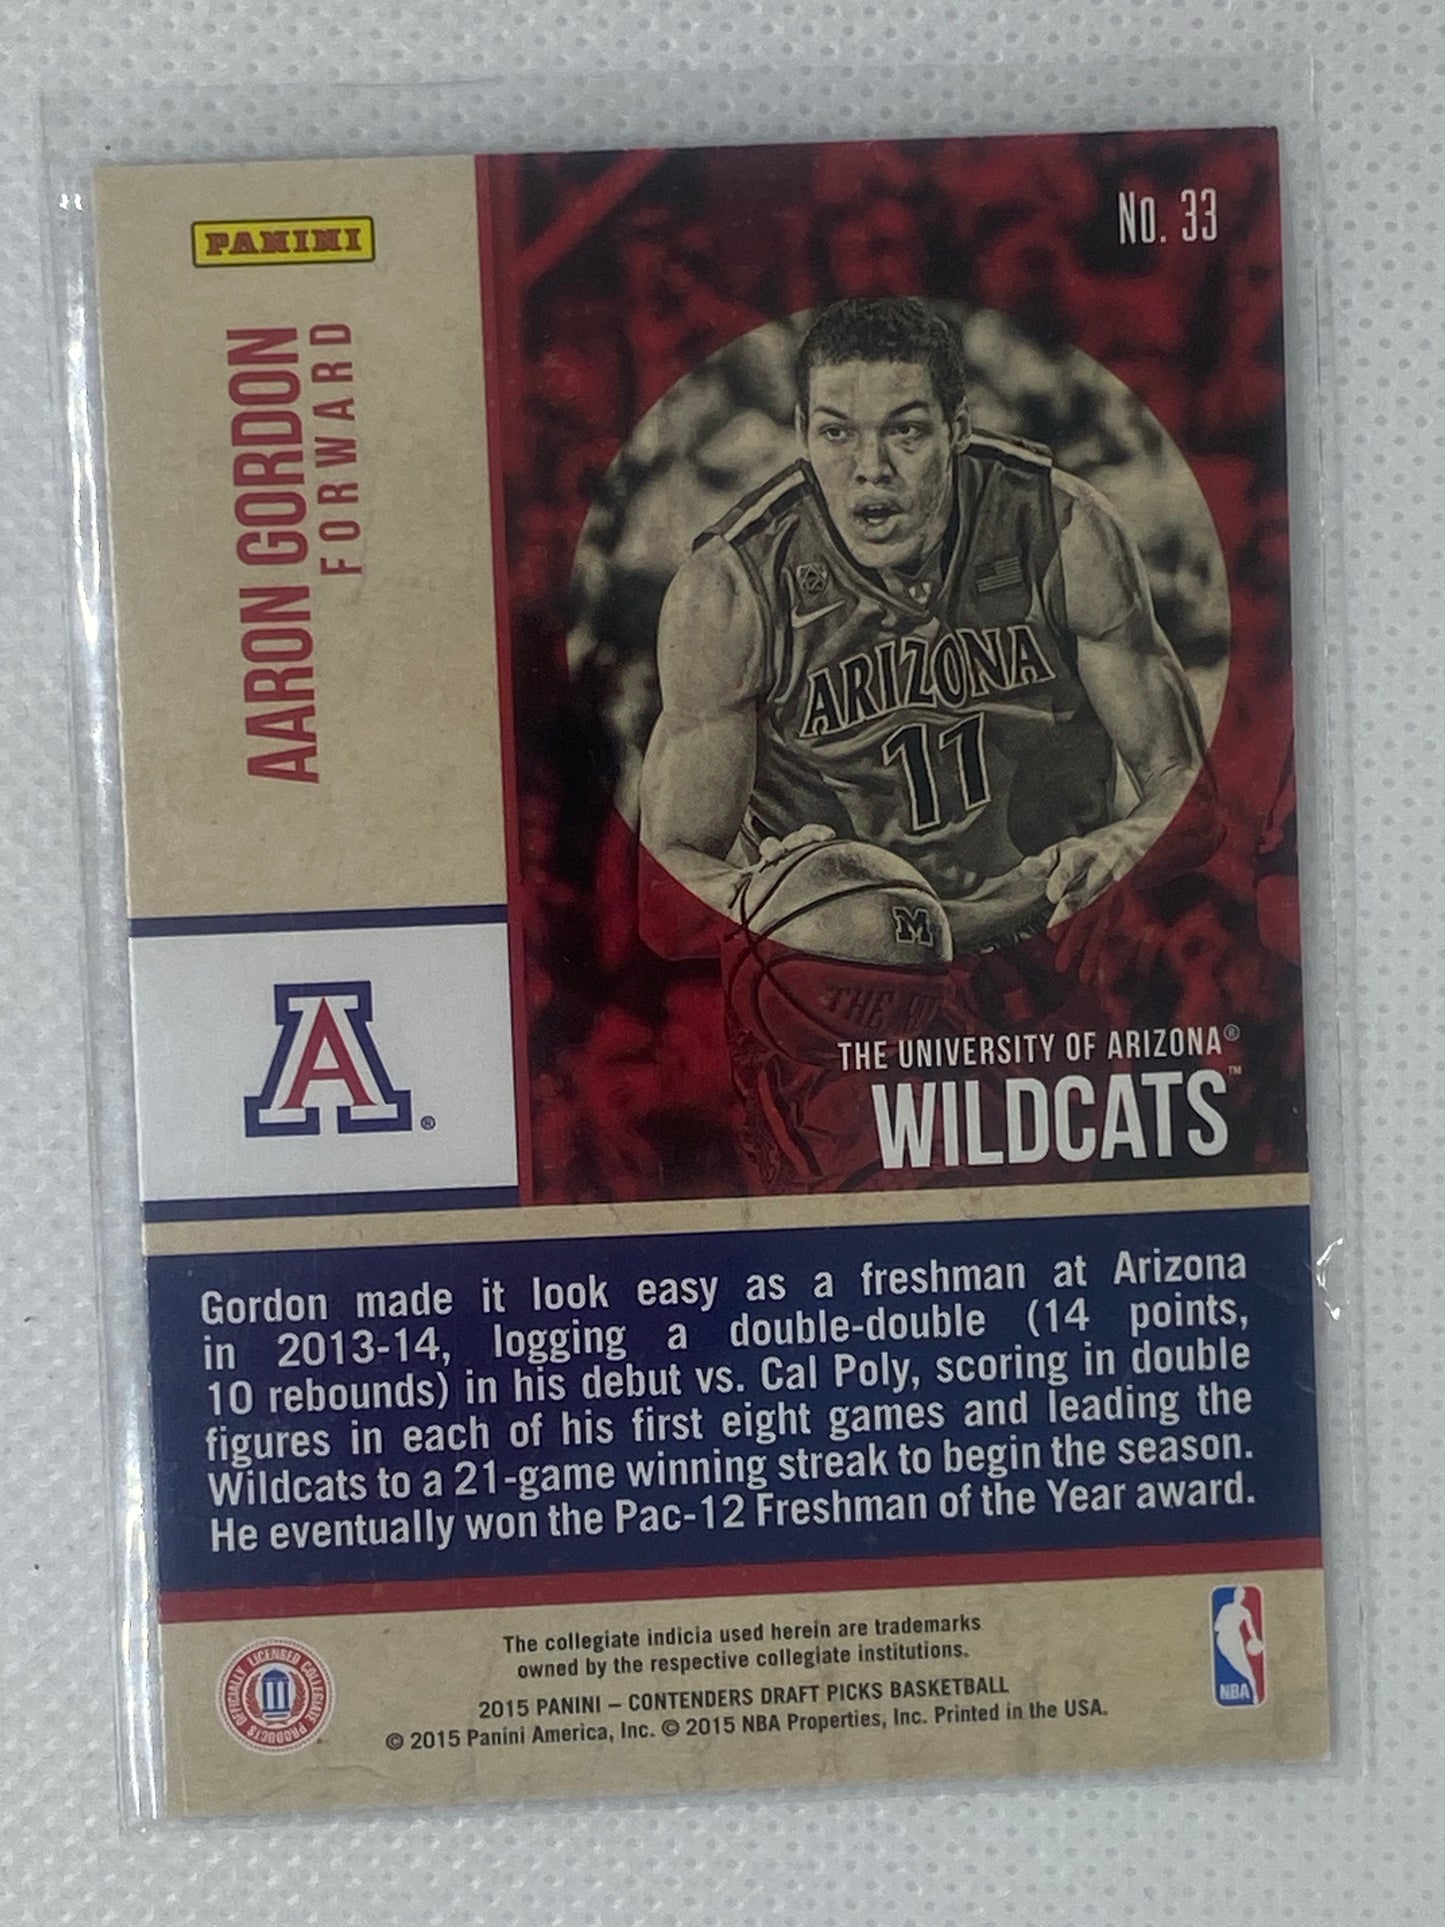 PANINI
No. 33
AARON GORDON
FORWARD
ARIZONA
11
M
A ®
THE UNIVERSITY OF ARIZONA®
WILDCATS™
Gordon made it look easy as a freshman at Arizona
in 2013-14, logging a double-double (14 points,
10 rebounds) in his debut vs. Cal Poly, scoring in double
figures in each of his first eight games and leading the
Wildcats to a 21-game winning streak to begin the season.
He eventually won the Pac-12 Freshman of the Year award.
OFFICIALLY LICENSED COLLEGIATE PRODUCTS
The collegiate indicia used herein are trademarks
owned by the respective collegiate institutions.
2015 PANINI – CONTENDERS DRAFT PICKS BASKETBALL
© 2015 Panini America, Inc. © 2015 NBA Properties, Inc. Printed in the USA.
NBA